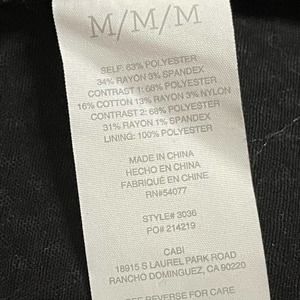 M/M/M
SELF: 63% POLYESTER
34% RAYON 3% SPANDEX
CONTRAST 1: 68% POLYESTER
16% COTTON 13% RAYON 3% NYLON
CONTRAST 2: 68% POLYESTER
31% RAYON 1% SPANDEX
LINING: 100% POLYESTER
MADE IN CHINA
HECHO EN CHINA
FABRIQUÉ EN CHINE
RN#54077
STYLE# 3036
PO# 214219
CABI
18915 S LAUREL PARK ROAD
RANCHO DOMINGUEZ, CA 90220
SEE REVERSE FOR CARE